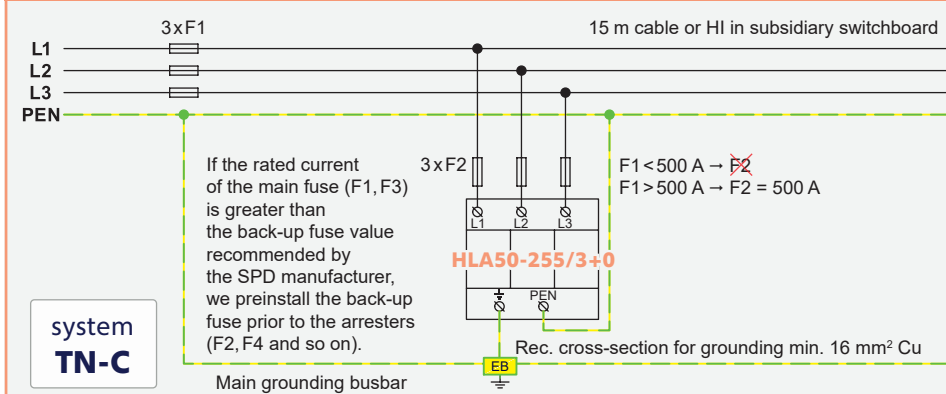 3xF1
15 m cable or HI in subsidiary switchboard
L1
L2
L3
PEN
If the rated current
of the main fuse (F1, F3)
is greater than
the back-up fuse value
recommended by
the SPD manufacturer,
we preinstall the back-up
fuse prior to the arresters
(F2, F4 and so on).
3xF2
F1<500 A → F2
F1>500 A → F2 = 500 A
L1 L2 L3
HLA50-255/3+0
PEN
system
TN-C
EB
Rec. cross-section for grounding min. 16 mm² Cu
Main grounding busbar